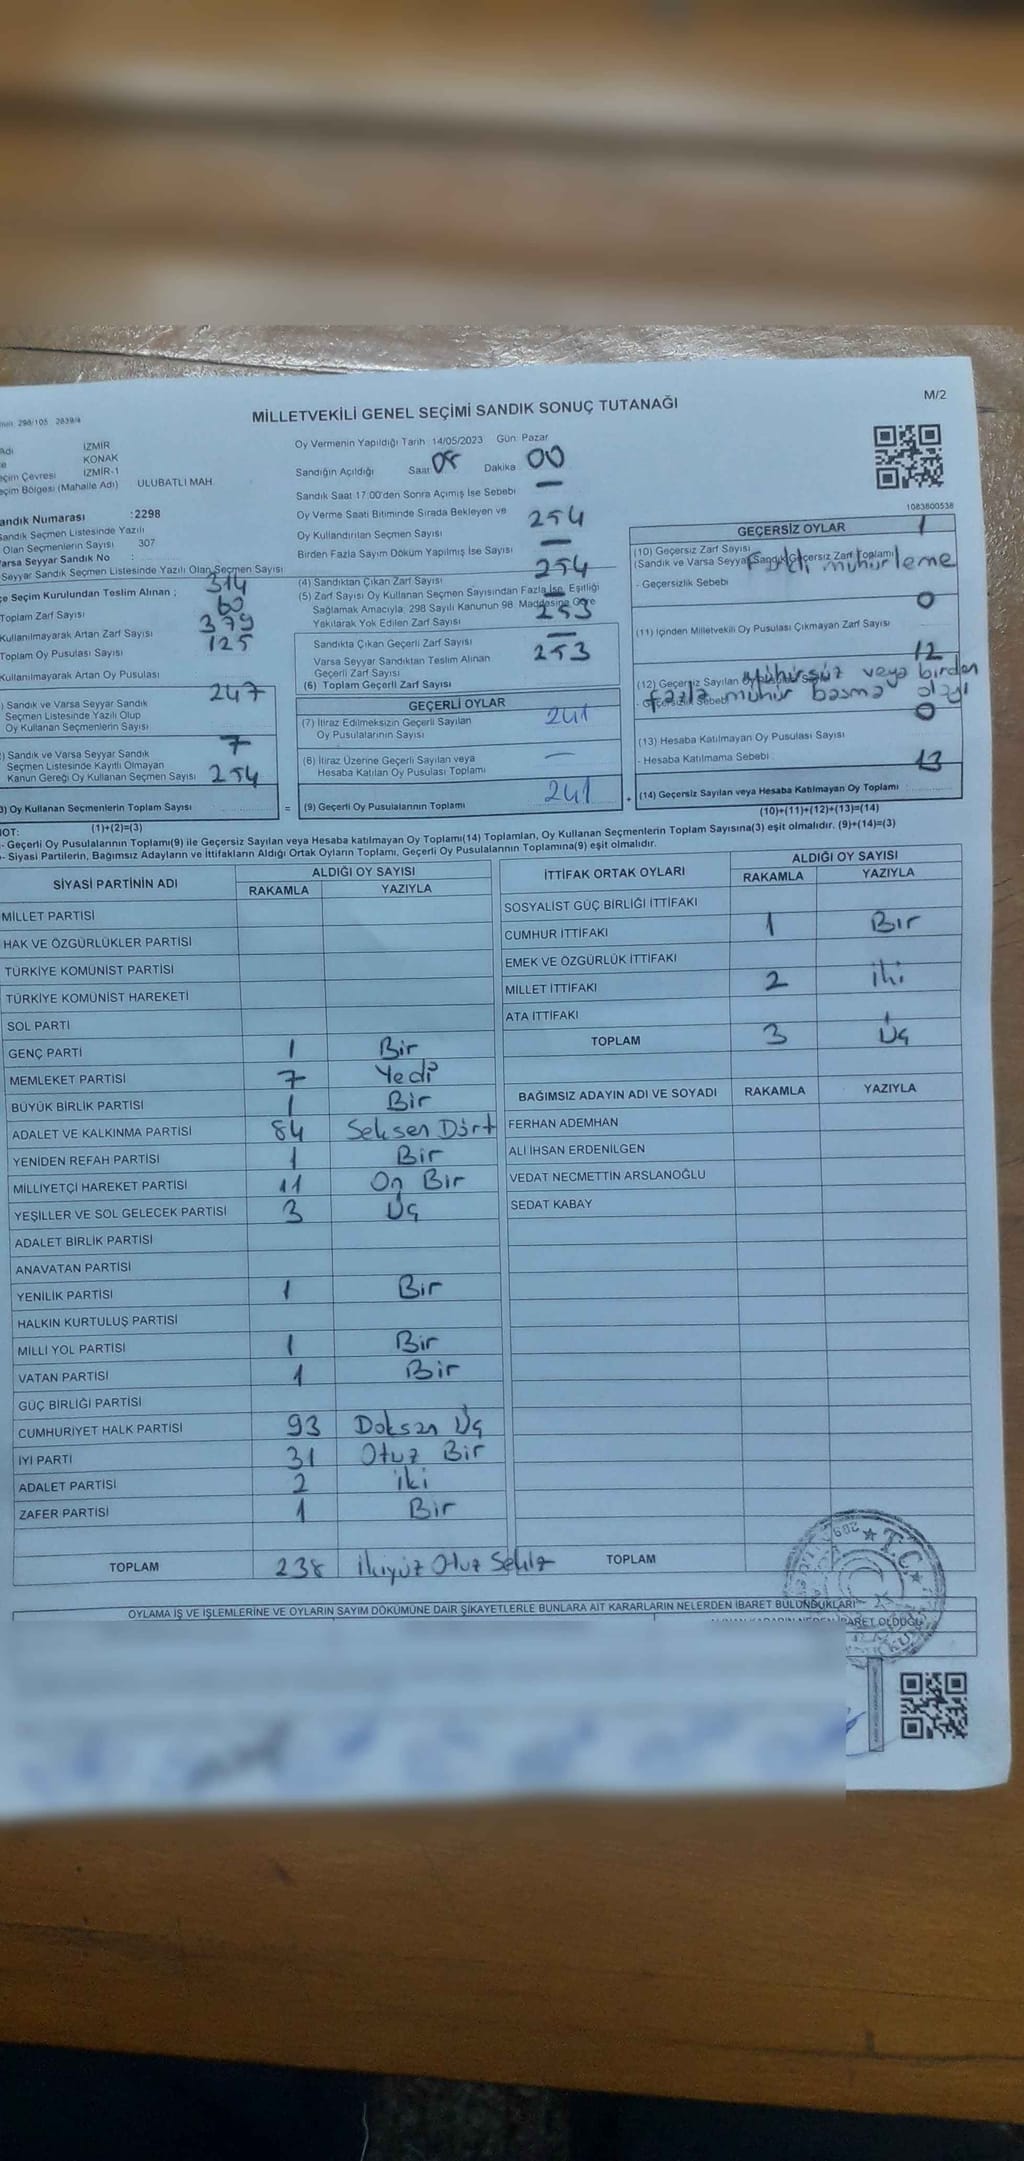 M/2
MİLLETVEKİLİ GENEL SEÇİMİ SANDIK SONUÇ TUTANAĞI
298/105 2839/4
Adı İZMİR
KONAK
eçim Çevresi İZMİR-1
eçim Bölgesi (Mahalle Adı) ULUBATLI MAH.
andık Numarası :2298
Sandık Seçmen Listesinde Yazılı
Olan Seçmenlerin Sayısı 307
Varsa Seyyar Sandık No :
Seyyar Sandık Seçmen Listesinde Yazılı Olan Seçmen Sayısı
çe Seçim Kurulundan Teslim Alınan ; 314
Toplam Zarf Sayısı 60
Kullanılmayarak Artan Zarf Sayısı 379
Toplam Oy Pusulası Sayısı 125
Kullanılmayarak Artan Oy Pusulası
) Sandık ve Varsa Seyyar Sandık 247
Seçmen Listesinde Yazılı Olup
Oy Kullanan Seçmenlerin Sayısı
) Sandık ve Varsa Seyyar Sandık 7
Seçmen Listesinde Kayıtlı Olmayan
Kanun Gereği Oy Kullanan Seçmen Sayısı 254
3) Oy Kullanan Seçmenlerin Toplam Sayısı
(1)+(2)=(3)
Oy Vermenin Yapıldığı Tarih 14/05/2023 Gün: Pazar
Sandığın Açıldığı Saat 08 Dakika 00
Sandık Saat 17:00'den Sonra Açımış İse Sebebi —
Oy Verme Saati Bitiminde Sırada Bekleyen ve 254
Oy Kullandırılan Seçmen Sayısı
Birden Fazla Sayım Döküm Yapılmış İse Sayısı —
(4) Sandıktan Çıkan Zarf Sayısı 254
(5) Zarf Sayısı Oy Kullanan Seçmen Sayısından Fazla İse, Eşitliği —
Sağlamak Amacıyla, 298 Sayılı Kanunun 98. Maddesine Göre
Yakılarak Yok Edilen Zarf Sayısı 253
Sandıkta Çıkan Geçerli Zarf Sayısı —
Varsa Seyyar Sandıktan Teslim Alınan 253
Geçerli Zarf Sayısı
(6) Toplam Geçerli Zarf Sayısı
GEÇERLİ OYLAR
(7) İtiraz Edilmeksizin Geçerli Sayılan 241
Oy Pusulalarının Sayısı
(8) İtiraz Üzerine Geçerli Sayılan veya —
Hesaba Katılan Oy Pusulası Toplamı
= (9) Geçerli Oy Pusulalarının Toplamı 241 +
1083800538
GEÇERSİZ OYLAR 1
(10) Geçersiz Zarf Sayısı
(Sandık ve Varsa Seyyar Sandık Geçersiz Zarf Toplamı)
- Geçersizlik Sebebi Farklı mühürleme
0
(11) İçinden Milletvekili Oy Pusulası Çıkmayan Zarf Sayısı
12
(12) Geçersiz Sayılan Oy Pusulası Sayısı Mühürsüz veya birden
- Geçersizlik Sebebi fazla mühür basma olayı
0
(13) Hesaba Katılmayan Oy Pusulası Sayısı
- Hesaba Katılmama Sebebi 13
(14) Geçersiz Sayılan veya Hesaba Katılmayan Oy Toplamı
(10)+(11)+(12)+(13)=(14)
NOT:
- Geçerli Oy Pusulalarının Toplamı(9) ile Geçersiz Sayılan veya Hesaba katılmayan Oy Toplamı(14) Toplamları, Oy Kullanan Seçmenlerin Toplam Sayısına(3) eşit olmalıdır. (9)+(14)=(3)
- Siyasi Partilerin, Bağımsız Adayların ve İttifakların Aldığı Ortak Oyların Toplamı, Geçerli Oy Pusulalarının Toplamına(9) eşit olmalıdır.
SİYASİ PARTİNİN ADI ALDIĞI OY SAYISI
RAKAMLA YAZIYLA
MİLLET PARTİSİ
HAK VE ÖZGÜRLÜKLER PARTİSİ
TÜRKİYE KOMÜNİST PARTİSİ
TÜRKİYE KOMÜNİST HAREKETİ
SOL PARTİ
GENÇ PARTİ 1 Bir
MEMLEKET PARTİSİ 7 Yedi
BÜYÜK BİRLİK PARTİSİ 1 Bir
ADALET VE KALKINMA PARTİSİ 84 Seksen Dört
YENİDEN REFAH PARTİSİ 1 Bir
MİLLİYETÇİ HAREKET PARTİSİ 11 On Bir
YEŞİLLER VE SOL GELECEK PARTİSİ 3 Üç
ADALET BİRLİK PARTİSİ
ANAVATAN PARTİSİ
YENİLİK PARTİSİ 1 Bir
HALKIN KURTULUŞ PARTİSİ
MİLLİ YOL PARTİSİ 1 Bir
VATAN PARTİSİ 1 Bir
GÜÇ BİRLİĞİ PARTİSİ
CUMHURİYET HALK PARTİSİ 93 Doksan Üç
İYİ PARTİ 31 Otuz Bir
ADALET PARTİSİ 2 iki
ZAFER PARTİSİ 1 Bir
TOPLAM 238 İkiyüz Otuz Sekiz
İTTİFAK ORTAK OYLARI ALDIĞI OY SAYISI
RAKAMLA YAZIYLA
SOSYALİST GÜÇ BİRLİĞİ İTTİFAKI
CUMHUR İTTİFAKI 1 Bir
EMEK VE ÖZGÜRLÜK İTTİFAKI
MİLLET İTTİFAKI 2 iki
ATA İTTİFAKI
TOPLAM 3 Üç
BAĞIMSIZ ADAYIN ADI VE SOYADI RAKAMLA YAZIYLA
FERHAN ADEMHAN
ALİ İHSAN ERDENİLGEN
VEDAT NECMETTİN ARSLANOĞLU
SEDAT KABAY
TOPLAM
T.C.
OYLAMA İŞ VE İŞLEMLERİNE VE OYLARIN SAYIM DÖKÜMÜNE DAİR ŞİKAYETLERLE BUNLARA AİT KARARLARIN NELERDEN İBARET BULUNDUKLARI
İBARET OLDUĞU